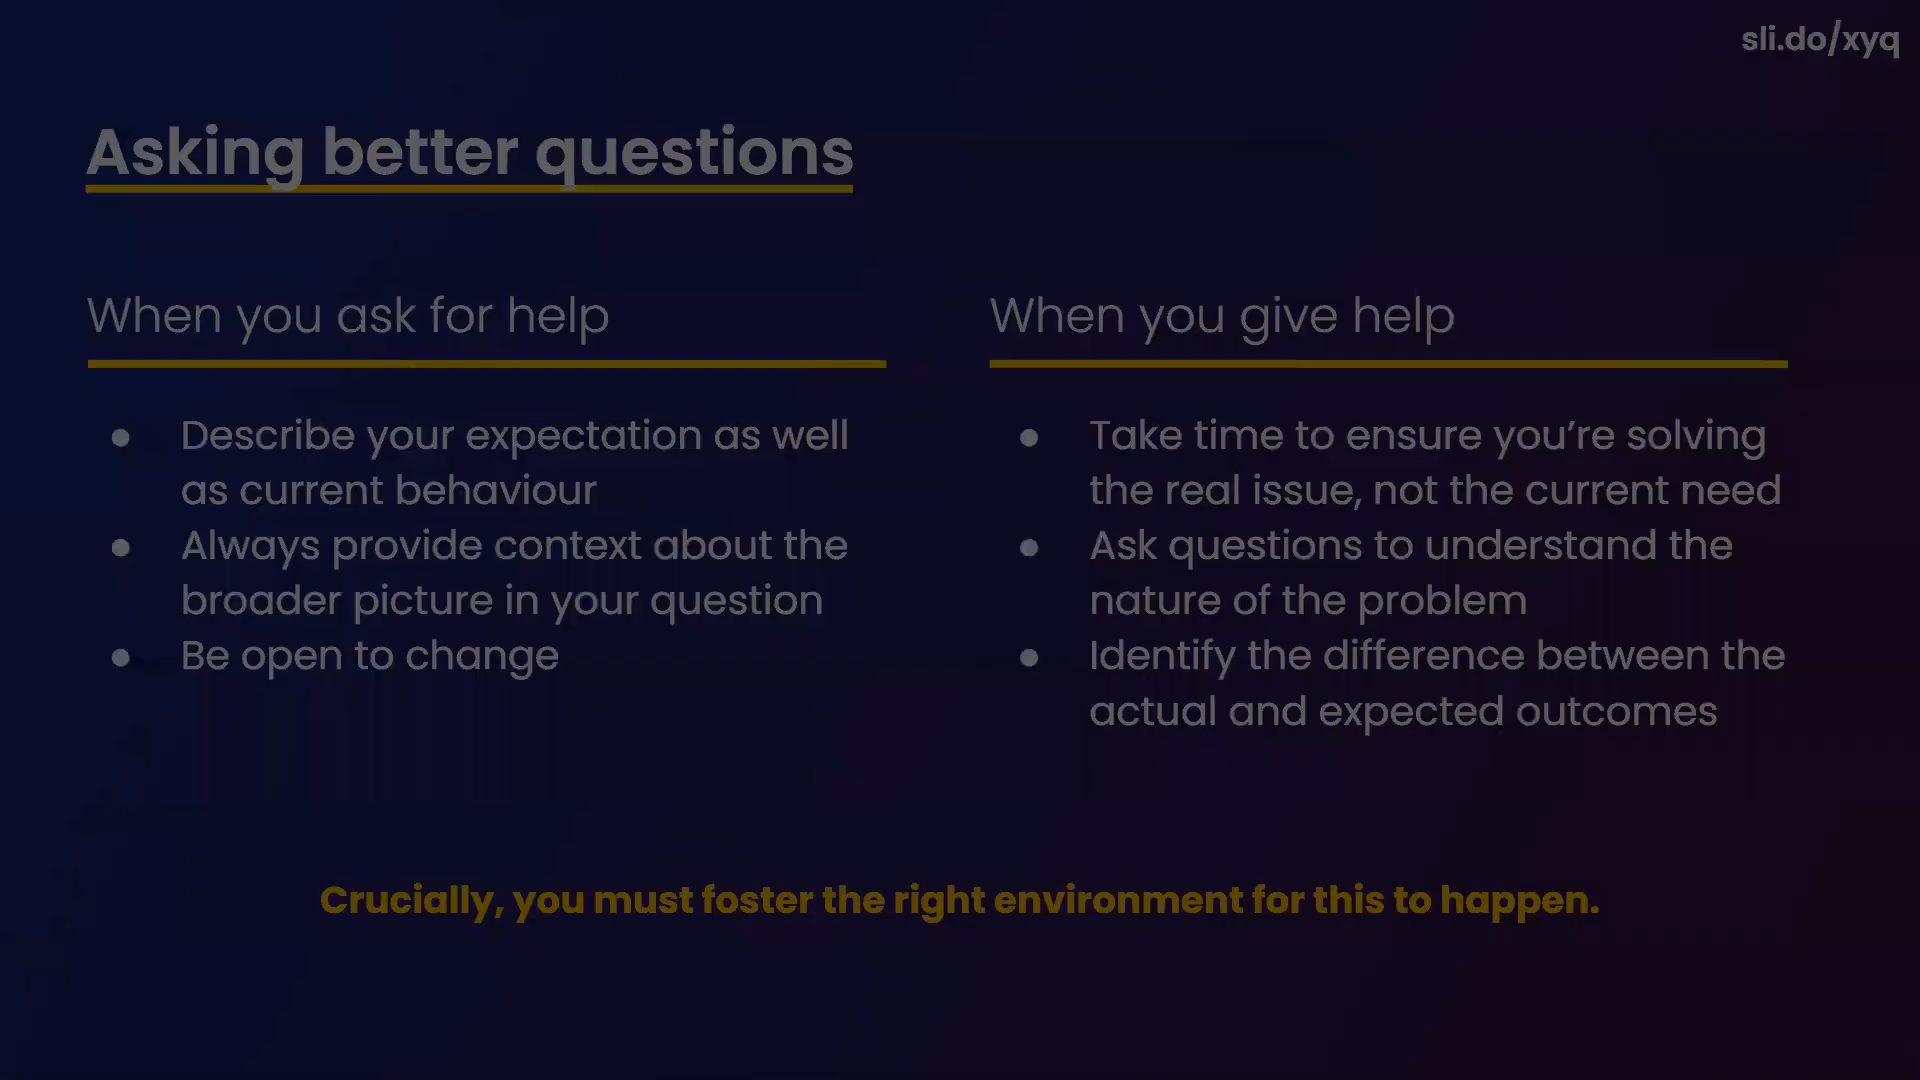 sli.do/xyq
Asking better questions
When you ask for help
● Describe your expectation as well
as current behaviour
● Always provide context about the
broader picture in your question
● Be open to change
When you give help
● Take time to ensure you’re solving
the real issue, not the current need
● Ask questions to understand the
nature of the problem
● Identify the difference between the
actual and expected outcomes
Crucially, you must foster the right environment for this to happen.